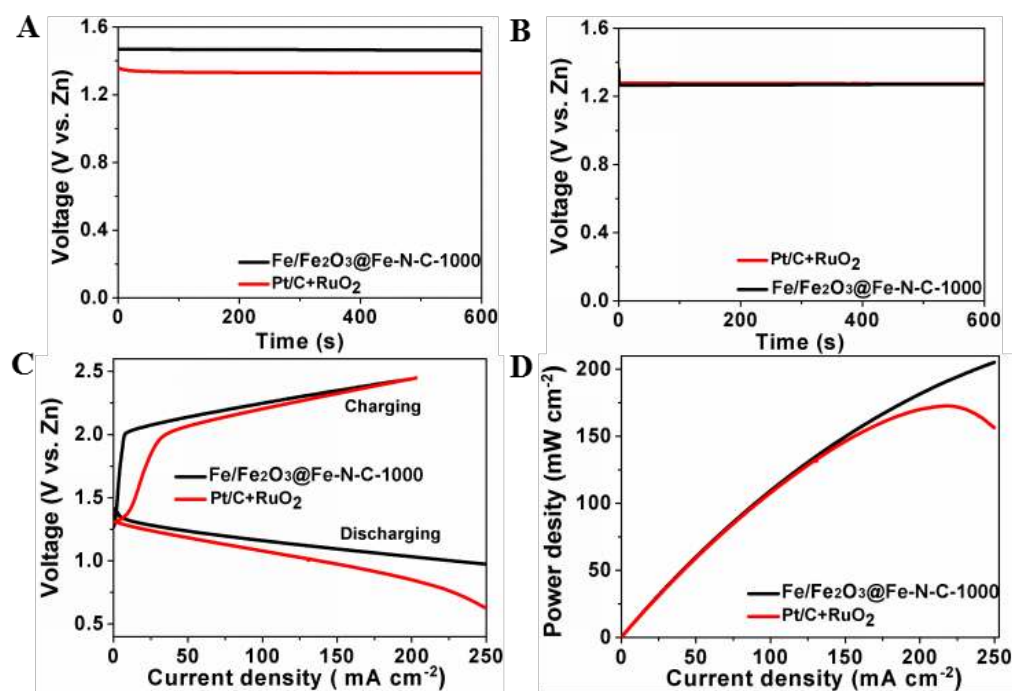 A
Voltage (V vs. Zn)
1.6
1.2
0.8
0.4
0.0
Fe/Fe₂O₃@Fe-N-C-1000
Pt/C+RuO₂
0 200 400 600
Time (s)
B
Voltage (V vs. Zn)
1.6
1.2
0.8
0.4
0.0
Pt/C+RuO₂
Fe/Fe₂O₃@Fe-N-C-1000
0 200 400 600
Time (s)
C
Voltage (V vs. Zn)
2.5
2.0
1.5
1.0
0.5
Charging
Fe/Fe₂O₃@Fe-N-C-1000
Pt/C+RuO₂
Discharging
0 50 100 150 200 250
Current density ( mA cm⁻²)
D
Power density (mW cm⁻²)
200
150
100
50
0
Fe/Fe₂O₃@Fe-N-C-1000
Pt/C+RuO₂
0 50 100 150 200 250
Current density (mA cm⁻²)